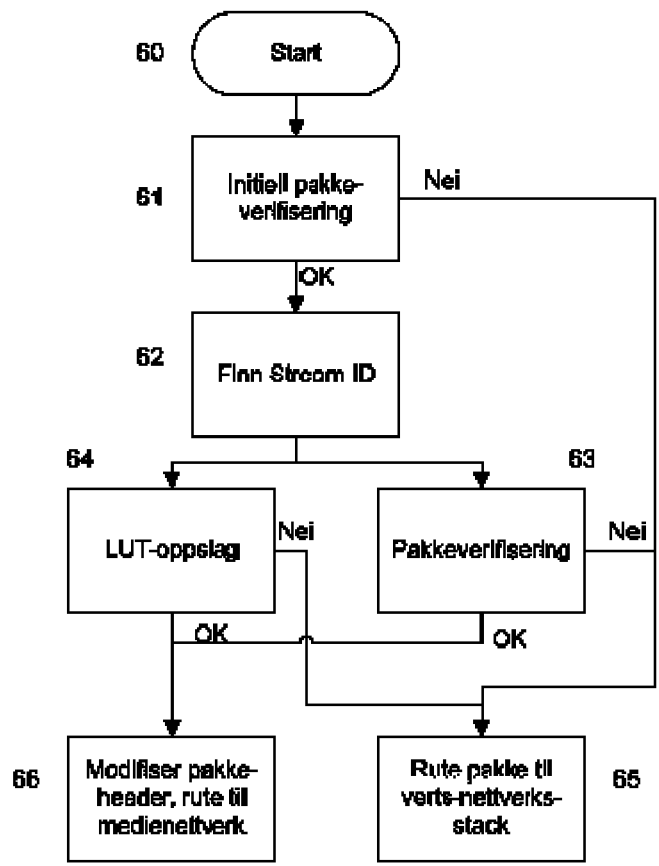 60
Start
61
Initiell pakke-
verifisering
Nei
OK
62
Finn Stream ID
64
63
LUT-oppslag
Nei
Pakkeverifisering
Nei
OK
OK
66
Modifiser pakke-
header, rute til
medienettverk.
Rute pakke til
verts-nettverks-
stack
65